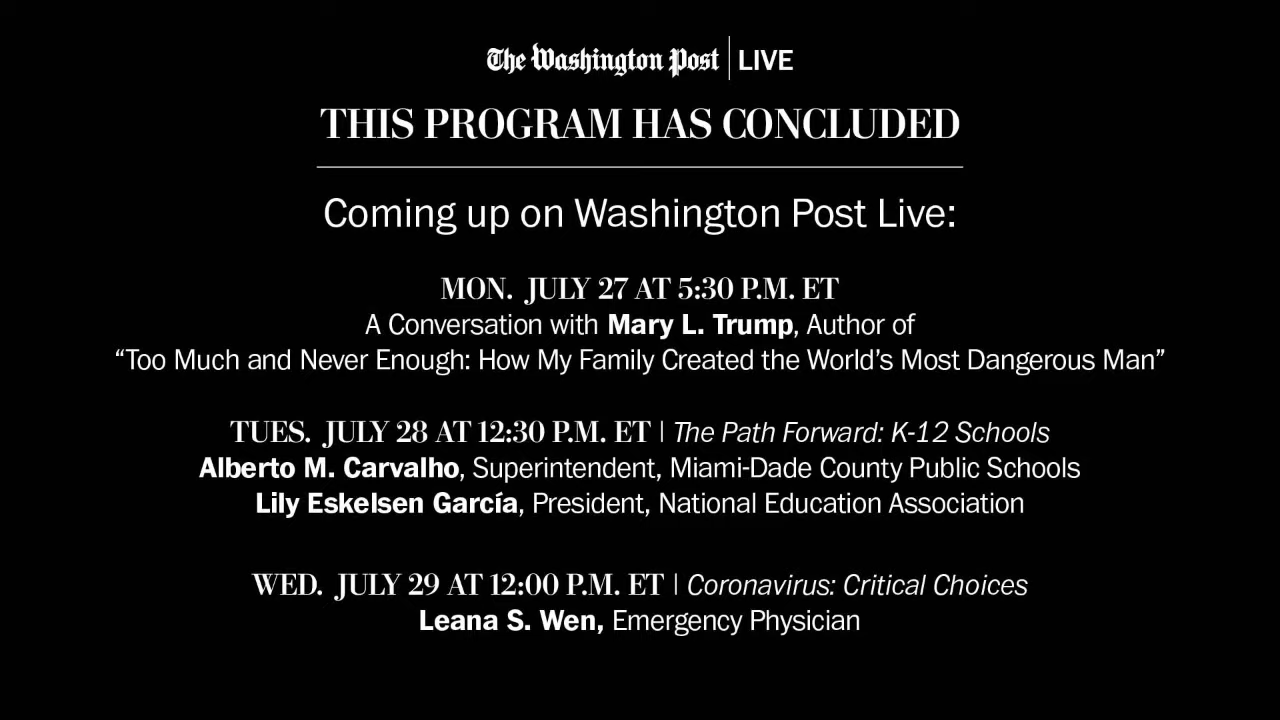 The Washington Post | LIVE
THIS PROGRAM HAS CONCLUDED
Coming up on Washington Post Live:
MON. JULY 27 AT 5:30 P.M. ET
A Conversation with Mary L. Trump, Author of
“Too Much and Never Enough: How My Family Created the World’s Most Dangerous Man”
TUES. JULY 28 AT 12:30 P.M. ET | The Path Forward: K-12 Schools
Alberto M. Carvalho, Superintendent, Miami-Dade County Public Schools
Lily Eskelsen García, President, National Education Association
WED. JULY 29 AT 12:00 P.M. ET | Coronavirus: Critical Choices
Leana S. Wen, Emergency Physician